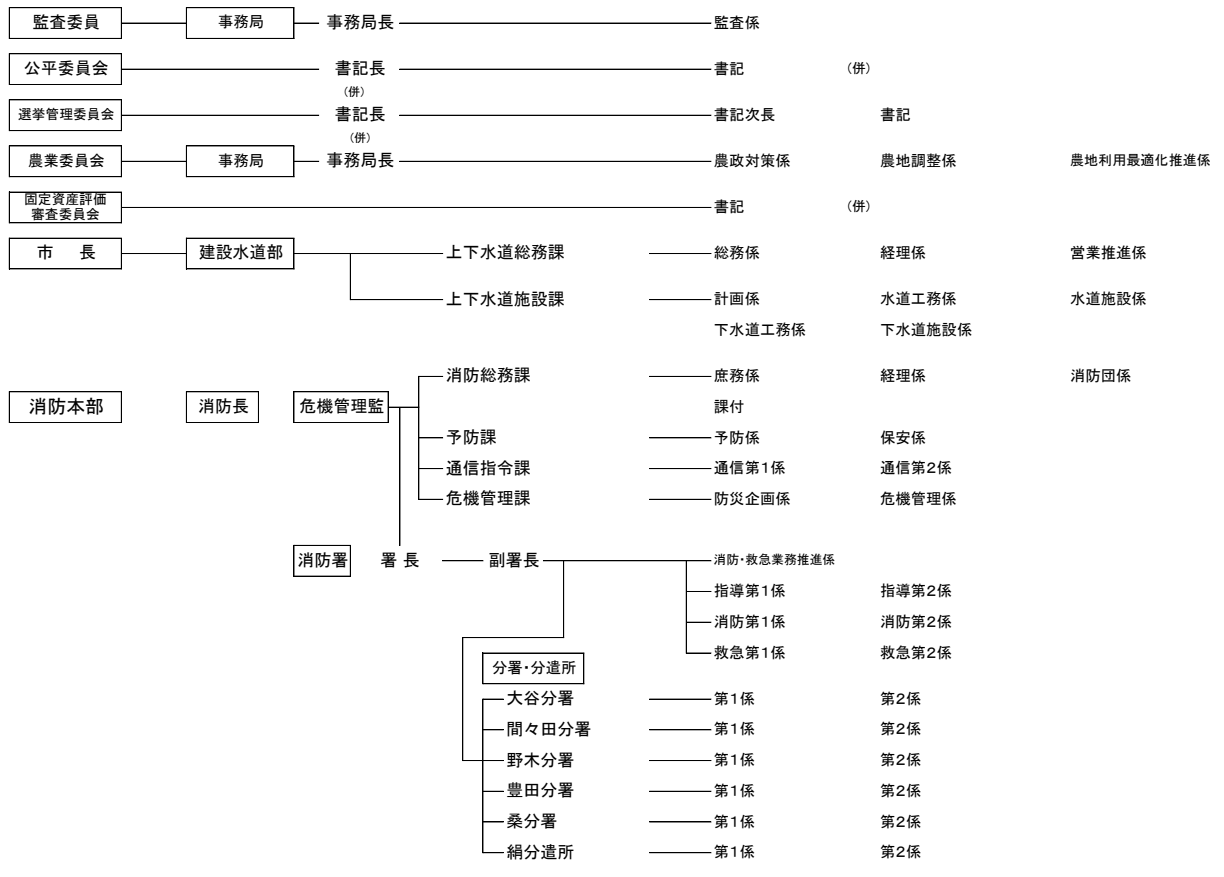 監査委員 事務局 事務局長 監査係
公平委員会 書記長 書記 (併)
(併)
選挙管理委員会 書記長 書記次長 書記
(併)
農業委員会 事務局 事務局長 農政対策係 農地調整係 農地利用最適化推進係
固定資産評価
審査委員会 書記 (併)
市 長 建設水道部 上下水道総務課 総務係 経理係 営業推進係
上下水道施設課 計画係 水道工務係 水道施設係
下水道工務係 下水道施設係
消防総務課 庶務係 経理係 消防団係
消防本部 消防長 危機管理監 課付
予防課 予防係 保安係
通信指令課 通信第1係 通信第2係
危機管理課 防災企画係 危機管理係
消防署 署 長 副署長 消防・救急業務推進係
指導第1係 指導第2係
消防第1係 消防第2係
救急第1係 救急第2係
分署・分遣所
大谷分署 第1係 第2係
間々田分署 第1係 第2係
野木分署 第1係 第2係
豊田分署 第1係 第2係
桑分署 第1係 第2係
絹分遣所 第1係 第2係